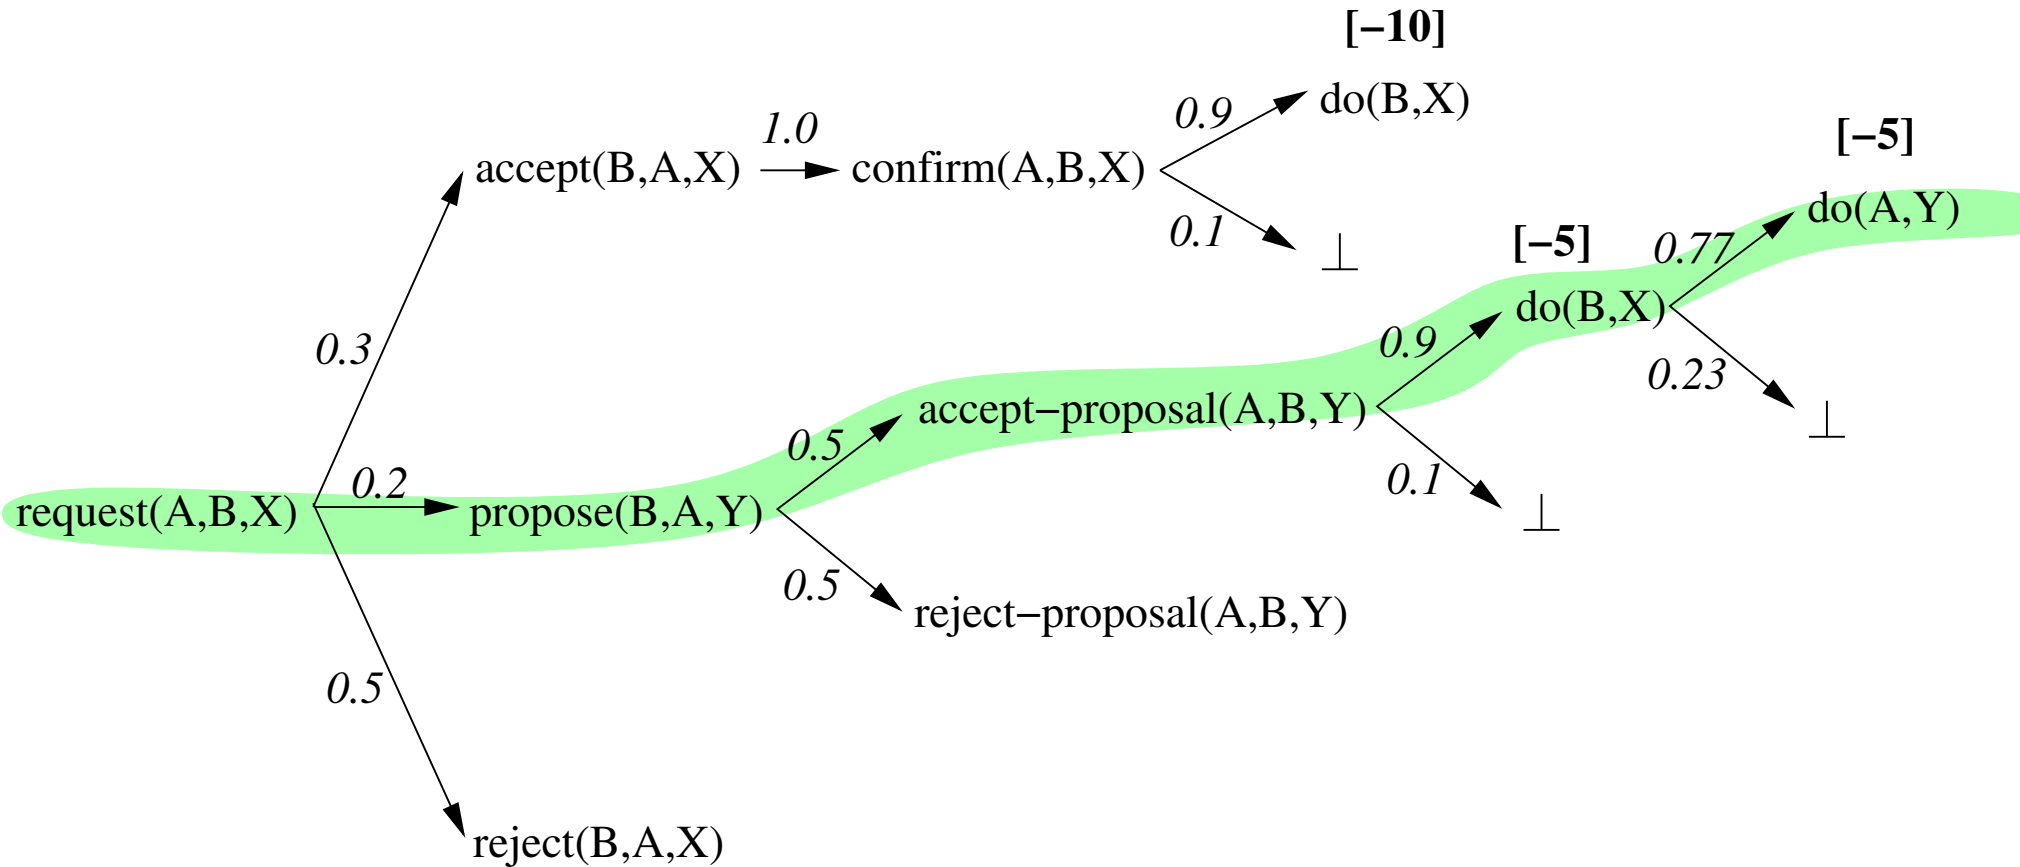 [−10]
do(B,X)
0.9
1.0
accept(B,A,X)
confirm(A,B,X)
0.1
⊥
[−5]
do(A,Y)
0.77
[−5]
do(B,X)
0.9
0.23
⊥
0.3
accept−proposal(A,B,Y)
0.5
0.1
⊥
0.2
request(A,B,X)
propose(B,A,Y)
0.5
reject−proposal(A,B,Y)
0.5
reject(B,A,X)